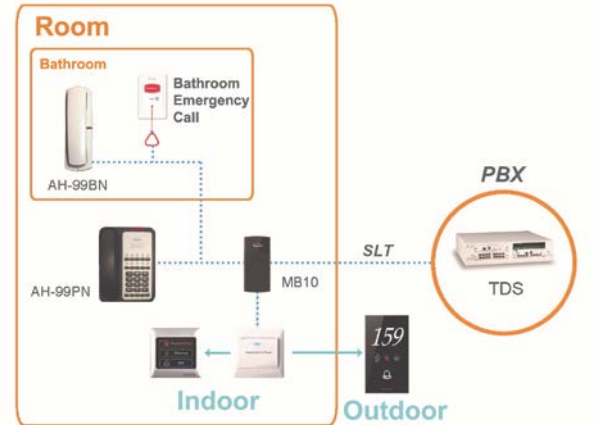 Room
Bathroom
Bathroom
Emergency
Call
AH-99BN
PBX
SLT
AH-99PN
MB10
TDS
159
Indoor
Outdoor